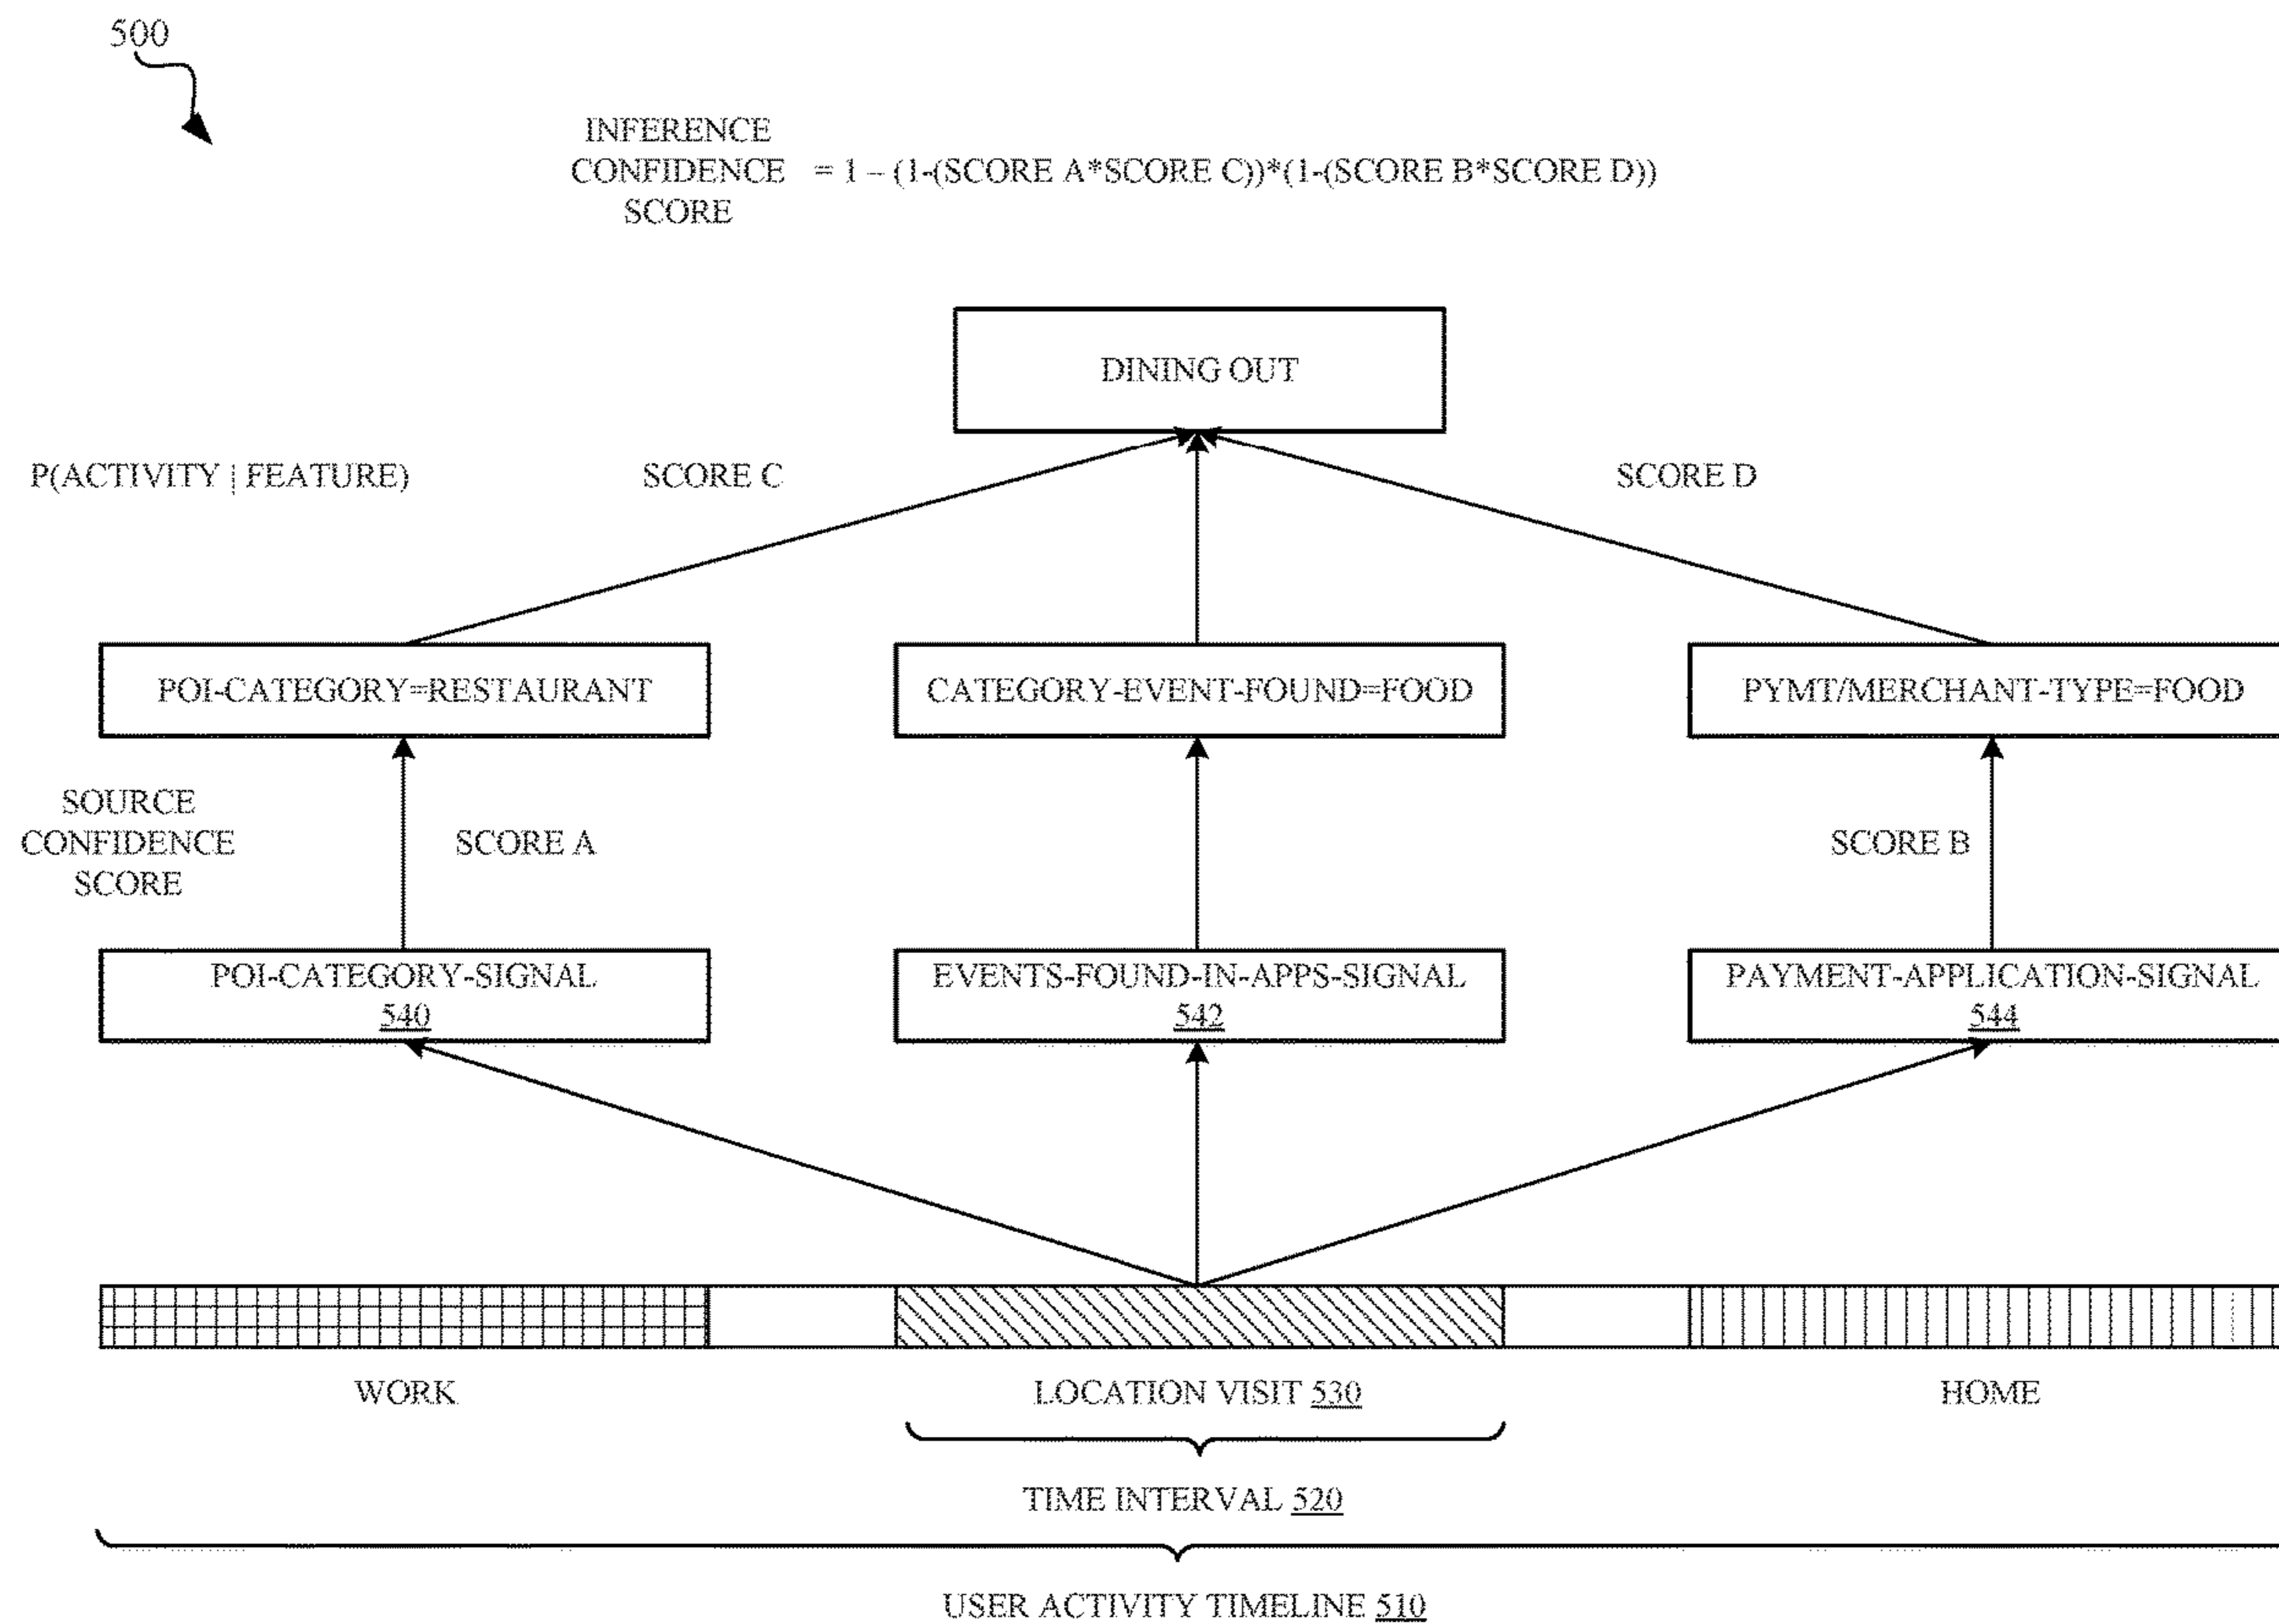 500
INFERENCE
CONFIDENCE = 1 – (1-(SCORE A*SCORE C))*(1-(SCORE B*SCORE D))
SCORE
DINING OUT
P(ACTIVITY | FEATURE)
SCORE C
SCORE D
POI-CATEGORY=RESTAURANT
CATEGORY-EVENT-FOUND=FOOD
PYMT/MERCHANT-TYPE=FOOD
SOURCE
CONFIDENCE
SCORE
SCORE A
SCORE B
POI-CATEGORY-SIGNAL
540
EVENTS-FOUND-IN-APPS-SIGNAL
542
PAYMENT-APPLICATION-SIGNAL
544
WORK
LOCATION VISIT 530
HOME
TIME INTERVAL 520
USER ACTIVITY TIMELINE 510